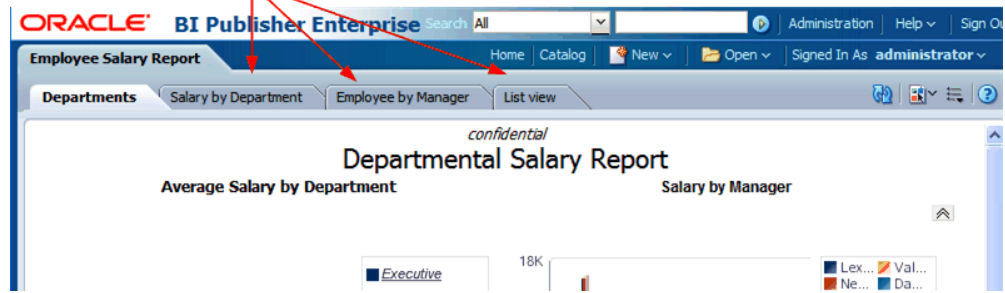 ORACLE BI Publisher Enterprise Search All Administration Help Sign
Employee Salary Report Home Catalog New Open Signed In As administrator
Departments Salary by Department Employee by Manager List view
confidential
Departmental Salary Report
Average Salary by Department Salary by Manager
18K
Executive Lex... Val...
Ne... Da...